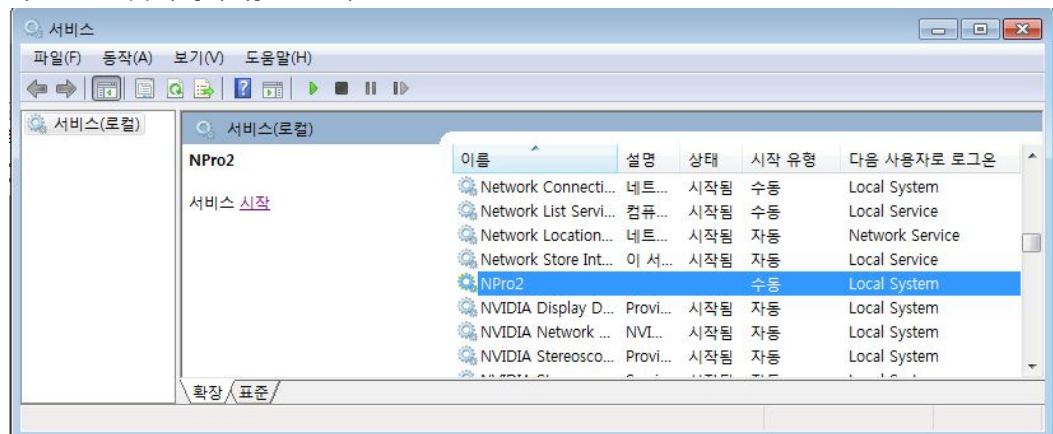 서비스
파일(F) 동작(A) 보기(V) 도움말(H)
서비스(로컬)
서비스(로컬)
NPro2
서비스 시작
이름 설명 상태 시작 유형 다음 사용자로 로그온
Network Connecti... 네트... 시작됨 수동 Local System
Network List Servi... 컴퓨... 시작됨 수동 Local Service
Network Location... 네트... 시작됨 자동 Network Service
Network Store Int... 이 서... 시작됨 자동 Local Service
NPro2 수동 Local System
NVIDIA Display D... Provi... 시작됨 자동 Local System
NVIDIA Network ... NVI... 시작됨 자동 Local System
NVIDIA Stereosco... Provi... 시작됨 자동 Local System
확장 표준